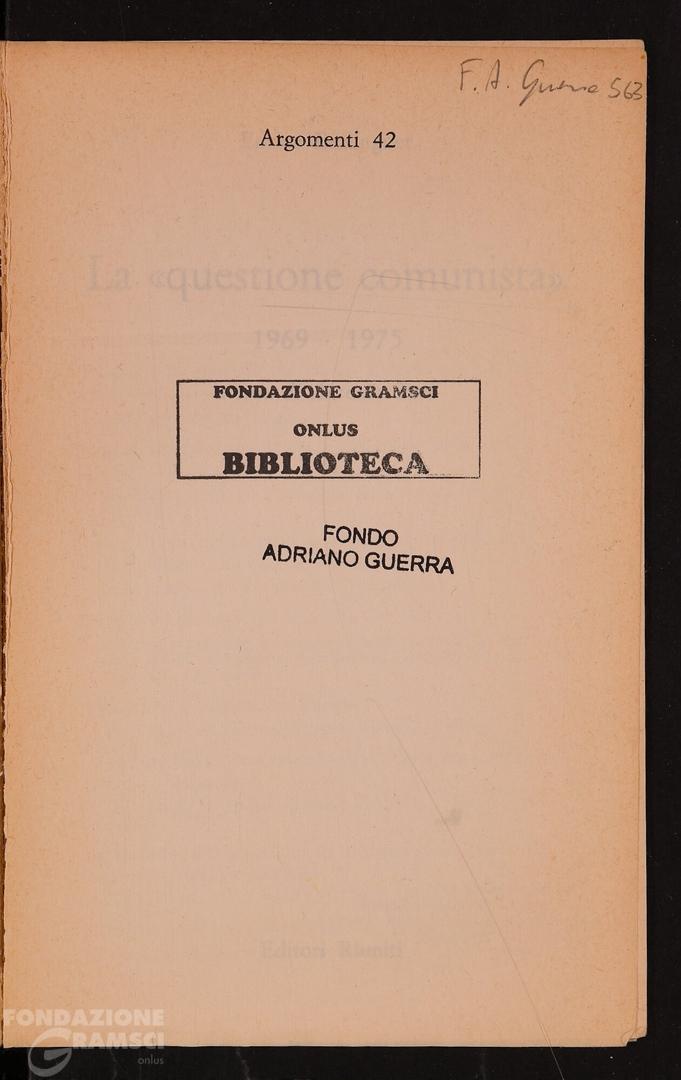 F. A. Guerra 563
Argomenti 42
La «questione comunista»
1969 - 1975
FONDAZIONE GRAMSCI
ONLUS
BIBLIOTECA
FONDO
ADRIANO GUERRA
Editori Riuniti
FONDAZIONE
GRAMSCI
onlus